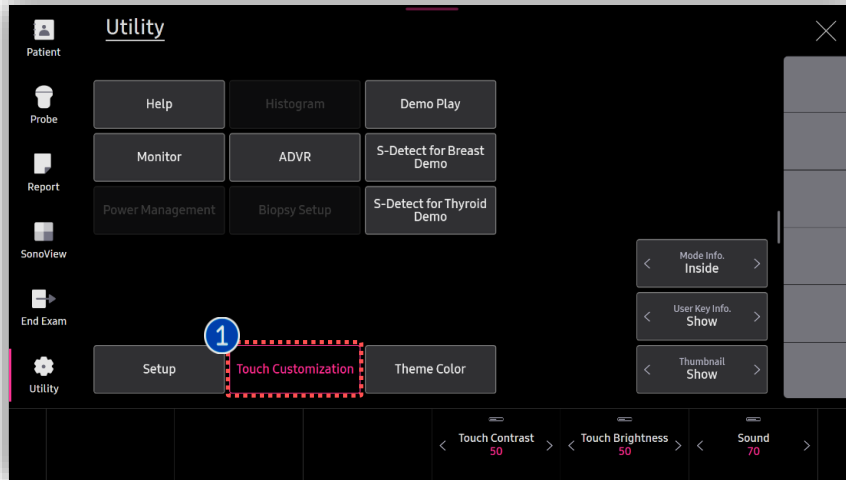 Utility
Patient
Probe
Report
SonoView
End Exam
Utility
Help
Histogram
Demo Play
Monitor
ADVR
S-Detect for Breast
Demo
Power Management
Biopsy Setup
S-Detect for Thyroid
Demo
Mode Info.
Inside
User Key Info.
Show
Thumbnail
Show
1
Setup
Touch Customization
Theme Color
Touch Contrast
50
Touch Brightness
50
Sound
70